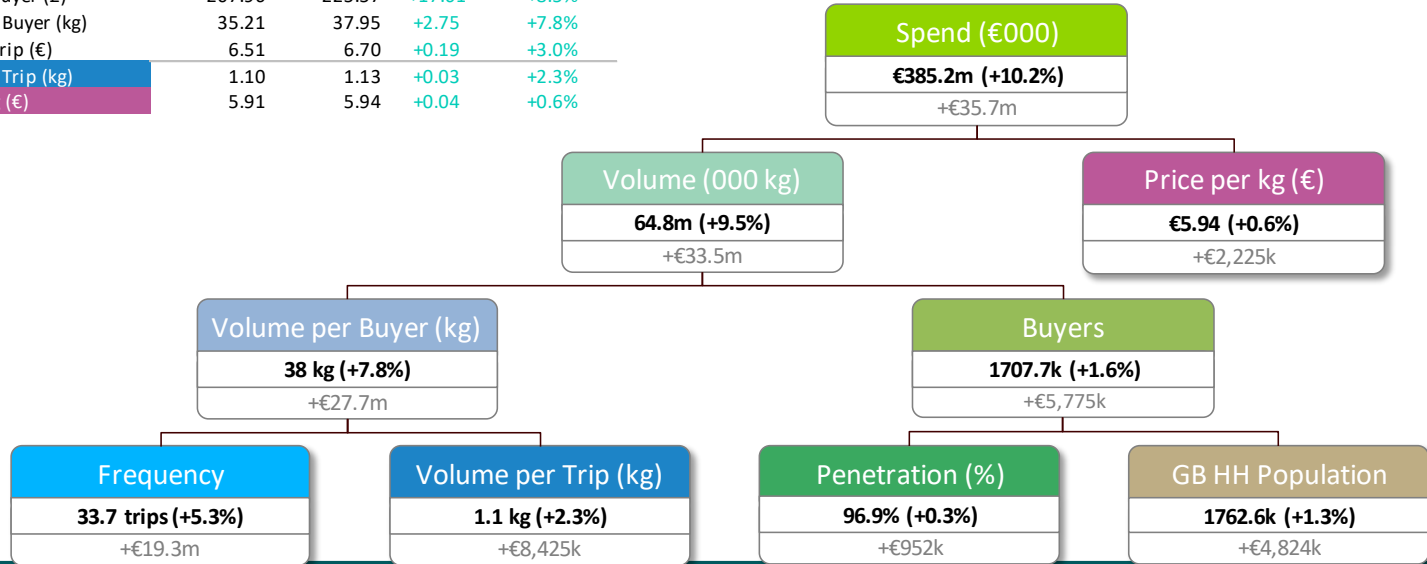 Buyer (kg) 35.21 37.95 +2.75 +7.8%
(€) 6.51 6.70 +0.19 +3.0%
Trip (kg) 1.10 1.13 +0.03 +2.3%
(€) 5.91 5.94 +0.04 +0.6%
Spend (€000)
€385.2m (+10.2%)
+€35.7m
Volume (000 kg)
64.8m (+9.5%)
+€33.5m
Price per kg (€)
€5.94 (+0.6%)
+€2,225k
Volume per Buyer (kg)
38 kg (+7.8%)
+€27.7m
Buyers
1707.7k (+1.6%)
+€5,775k
Frequency
33.7 trips (+5.3%)
+€19.3m
Volume per Trip (kg)
1.1 kg (+2.3%)
+€8,425k
Penetration (%)
96.9% (+0.3%)
+€952k
GB HH Population
1762.6k (+1.3%)
+€4,824k